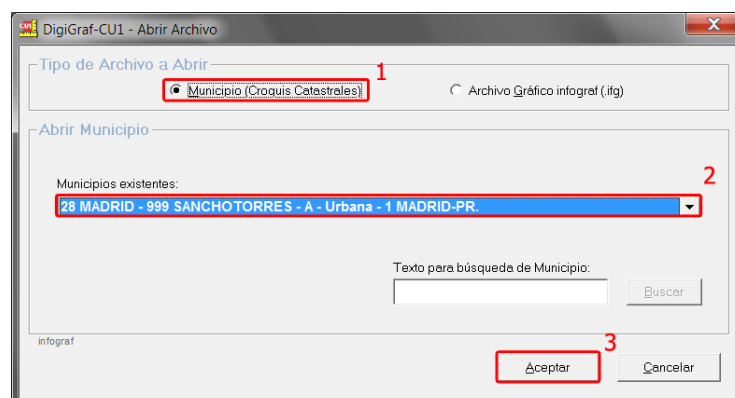 DigiGraf-CU1 - Abrir Archivo
Tipo de Archivo a Abrir
1
Municipio (Croquis Catastrales)
Archivo Gráfico infograf (.ifg)
Abrir Municipio
Municipios existentes:
2
28 MADRID - 999 SANCHOTORRES - A - Urbana - 1 MADRID-PR.
Texto para búsqueda de Municipio:
Buscar
infograf
3
Aceptar
Cancelar